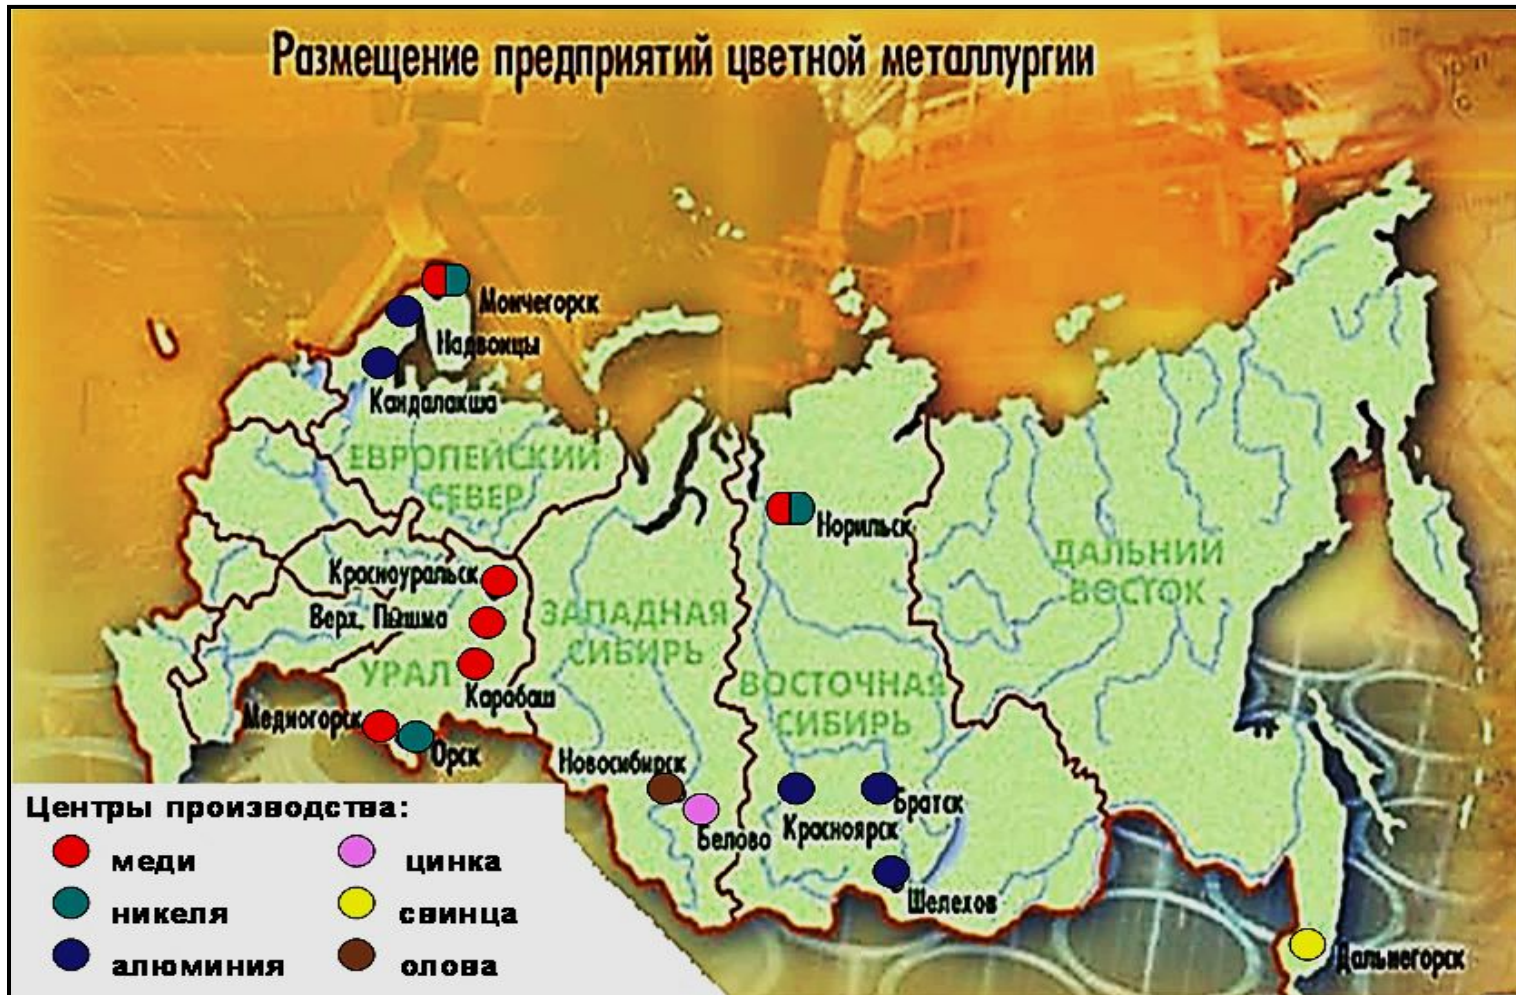 Размещение предприятий цветной металлургии
Мончегорск
Надвоицы
Кандалакша
ЕВРОПЕЙСКИЙ
СЕВЕР
Норильск
ДАЛЬНИЙ
ВОСТОК
Красноуральск
Верх. Пышма
ЗАПАДНАЯ
СИБИРЬ
УРАЛ
Карабаш
ВОСТОЧНАЯ
СИБИРЬ
Медногорск
Орск
Новосибирск
Белово
Красноярск
Братск
Шелехов
Дальнегорск
Центры производства:
меди
цинка
никеля
свинца
алюминия
олова